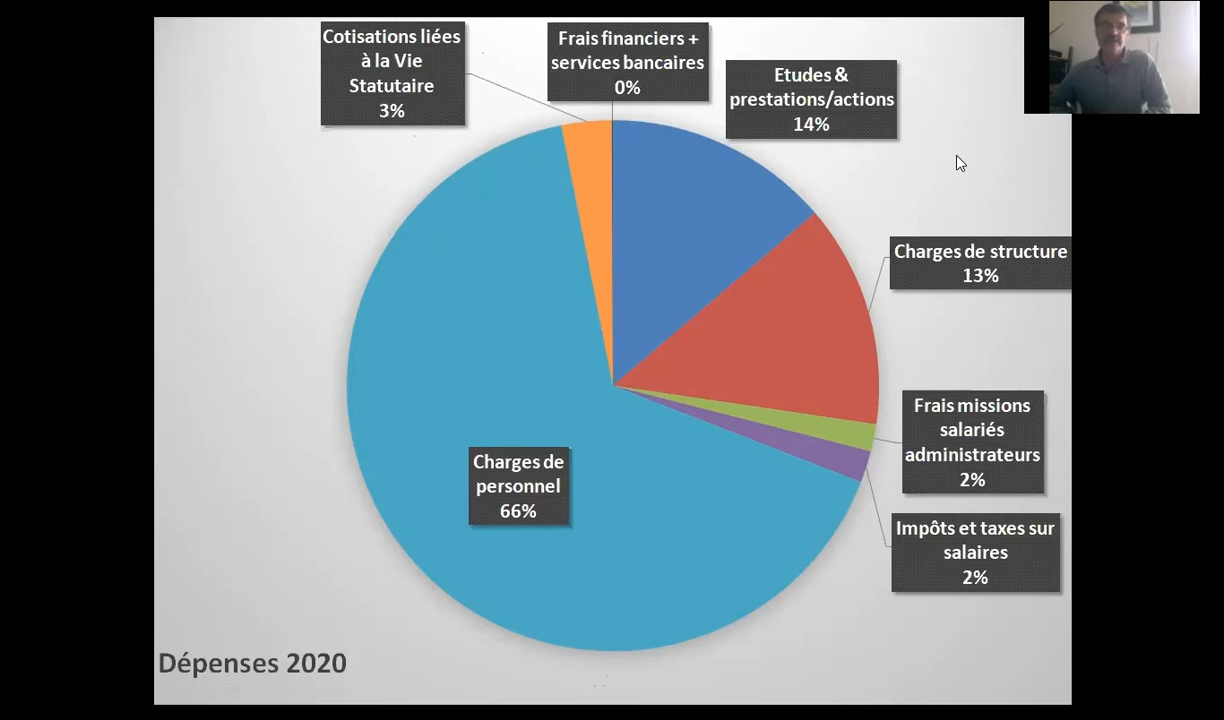 Cotisations liées
à la Vie
Statutaire
3%
Frais financiers +
services bancaires
0%
Etudes &
prestations/actions
14%
Charges de structure
13%
Frais missions
salariés
administrateurs
2%
Impôts et taxes sur
salaires
2%
Charges de
personnel
66%
Dépenses 2020